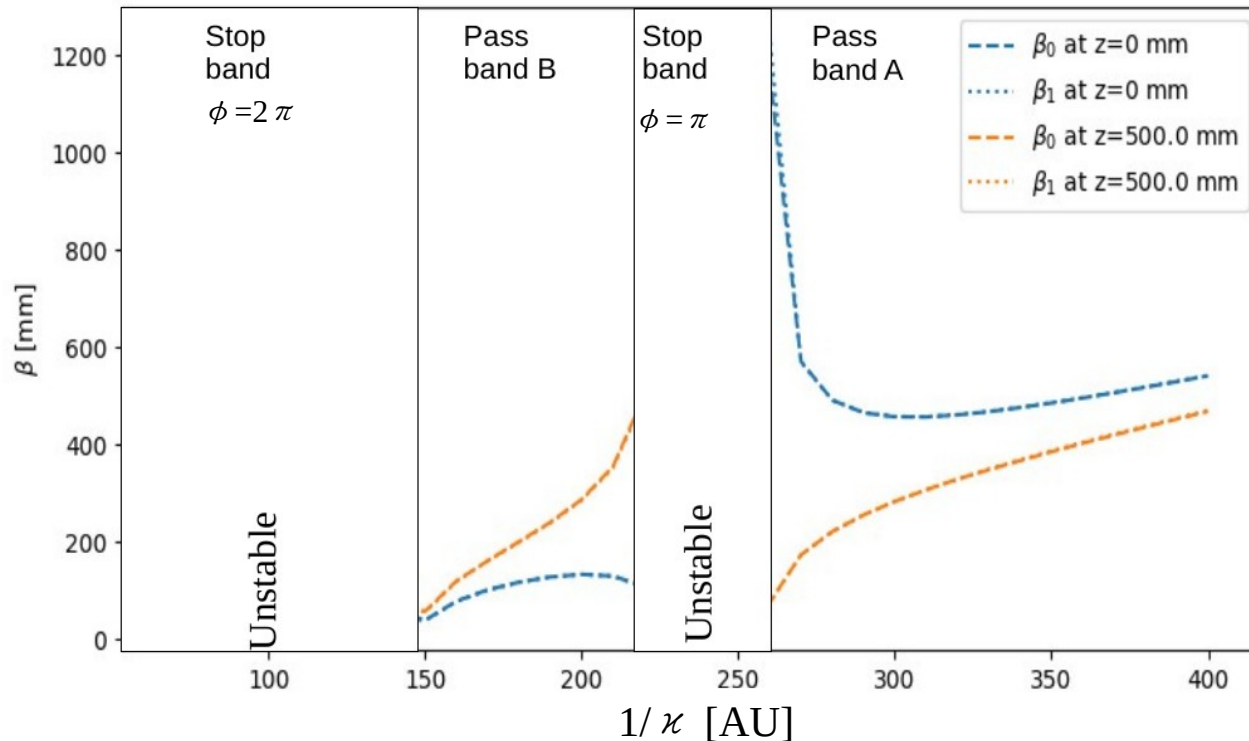 Stop
band
ϕ =2 π
Pass
band B
Stop
band
ϕ = π
Pass
band A
β₀ at z=0 mm
β₁ at z=0 mm
β₀ at z=500.0 mm
β₁ at z=500.0 mm
1200
1000
800
600
400
200
0
β [mm]
Unstable
Unstable
100
150
200
250
300
350
400
1/ ϰ [AU]